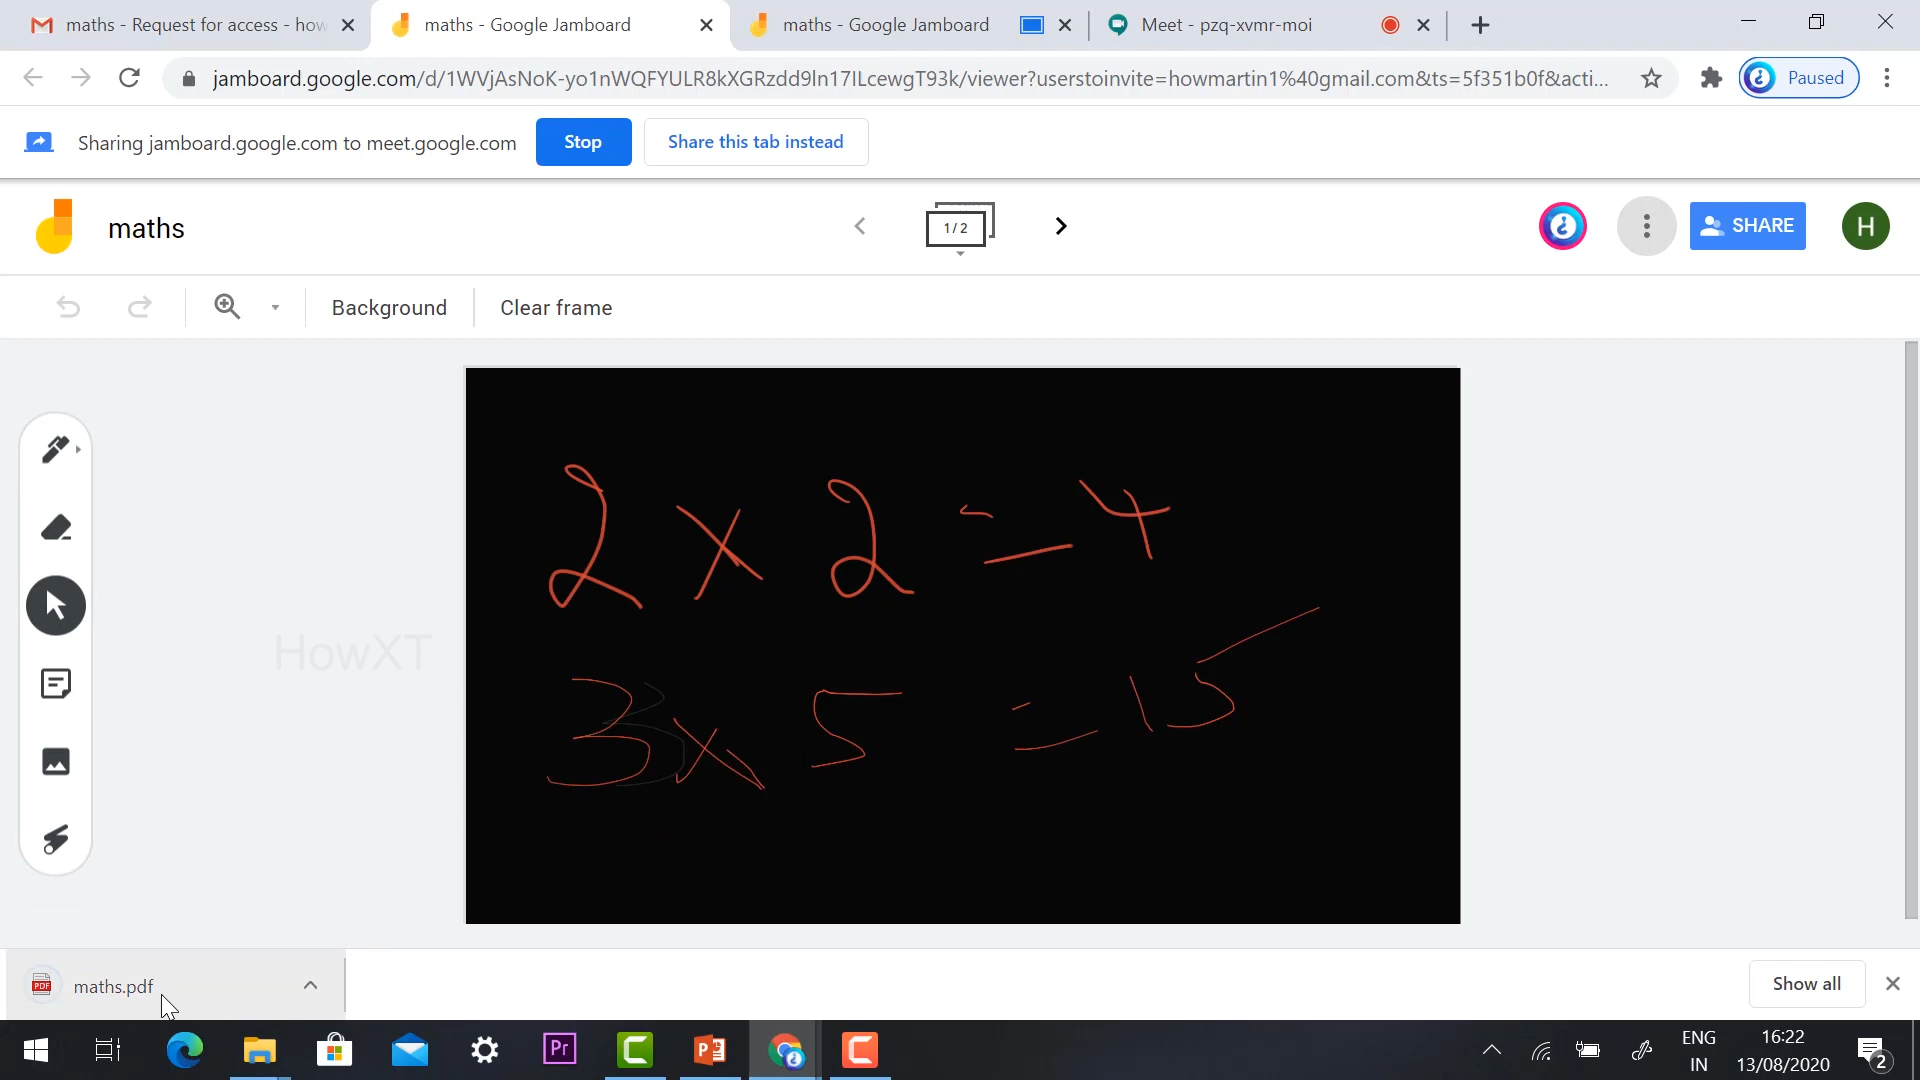 maths - Request for access - how
maths - Google Jamboard
maths - Google Jamboard
Meet - pzq-xvmr-moi
jamboard.google.com/d/1WVjAsNoK-yo1nWQFYULR8kXGRzdd9ln17ILcewgT93k/viewer?userstoinvite=howmartin1%40gmail.com&ts=5f351b0f&acti...
Paused
Sharing jamboard.google.com to meet.google.com
Stop
Share this tab instead
maths
1/2
SHARE
H
Background
Clear frame
2 x 2 = 4
HowXT
3 x 5 = 15
PDF
maths.pdf
Show all
Pr
ENG
IN
16:22
13/08/2020
2